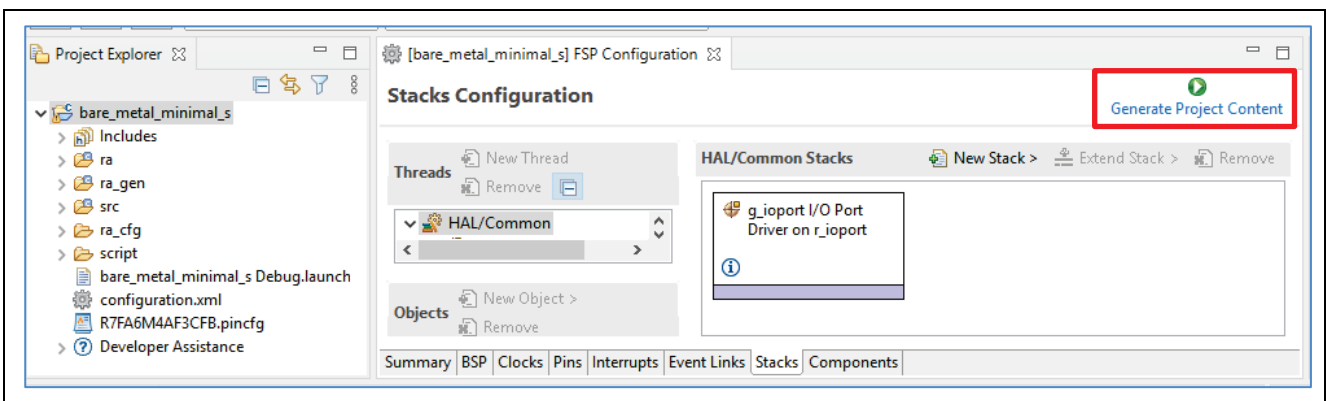 Project Explorer
bare_metal_minimal_s
Includes
ra
ra_gen
src
ra_cfg
script
bare_metal_minimal_s Debug.launch
configuration.xml
R7FA6M4AF3CFB.pincfg
Developer Assistance
[bare_metal_minimal_s] FSP Configuration
Stacks Configuration
Generate Project Content
Threads
New Thread
Remove
HAL/Common
Objects
New Object >
Remove
HAL/Common Stacks
New Stack >
Extend Stack >
Remove
g_ioport I/O Port
Driver on r_ioport
Summary BSP Clocks Pins Interrupts Event Links Stacks Components